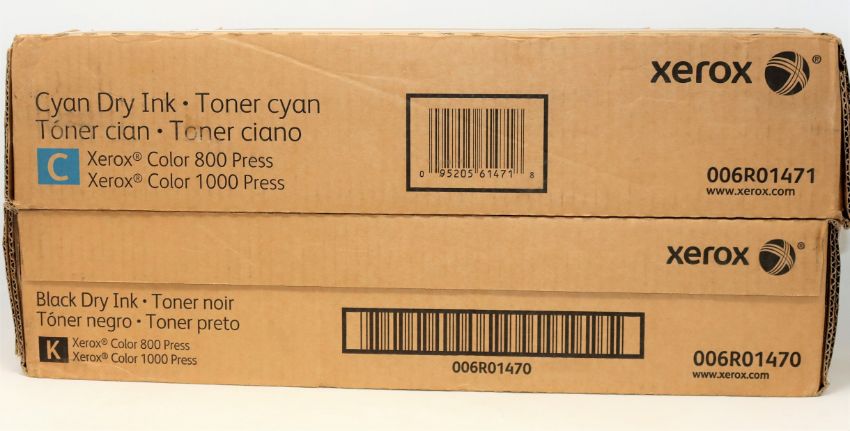 xerox ®
Cyan Dry Ink • Toner cyan
Tóner cian • Toner ciano
C
Xerox® Color 800 Press
Xerox® Color 1000 Press
0 95205 61471 8
006R01471
www.xerox.com
xerox ®
Black Dry Ink • Toner noir
Tóner negro • Toner preto
K
Xerox® Color 800 Press
Xerox® Color 1000 Press
006R01470
006R01470
www.xerox.com